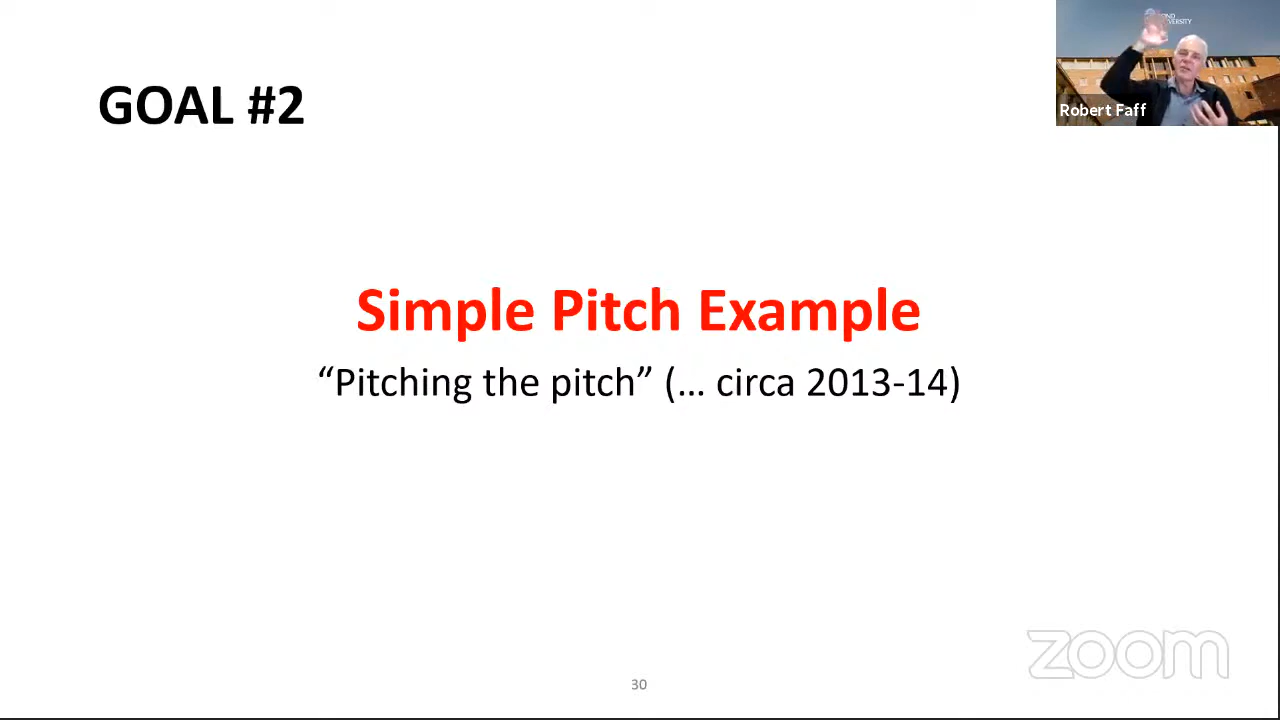 GOAL #2
Robert Faff
Simple Pitch Example
“Pitching the pitch” (… circa 2013-14)
zoom
30